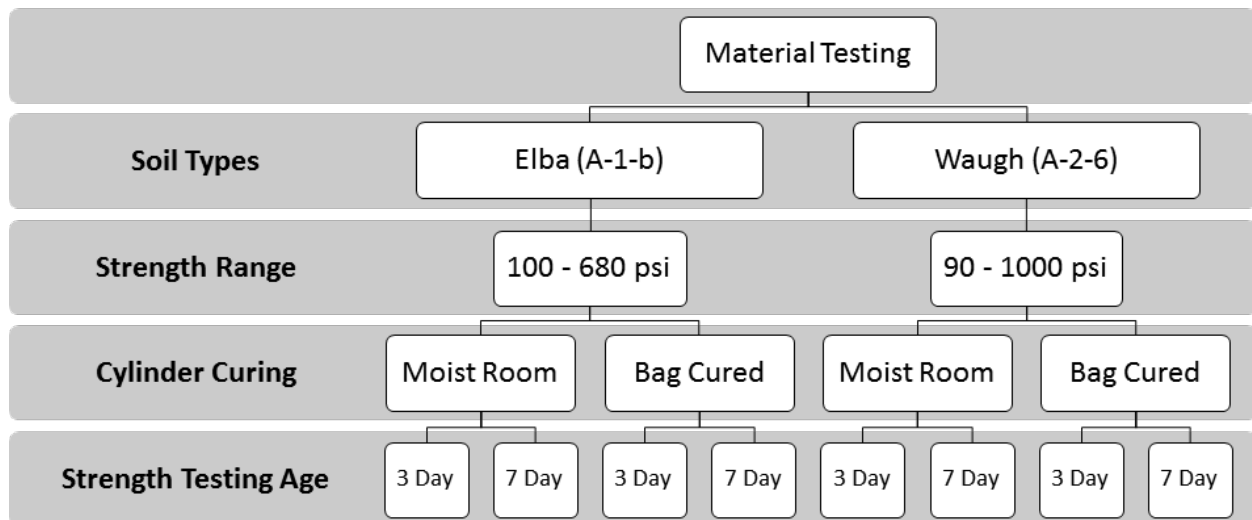 Material Testing
Soil Types
Elba (A-1-b)
Waugh (A-2-6)
Strength Range
100 - 680 psi
90 - 1000 psi
Cylinder Curing
Moist Room
Bag Cured
Moist Room
Bag Cured
Strength Testing Age
3 Day
7 Day
3 Day
7 Day
3 Day
7 Day
3 Day
7 Day